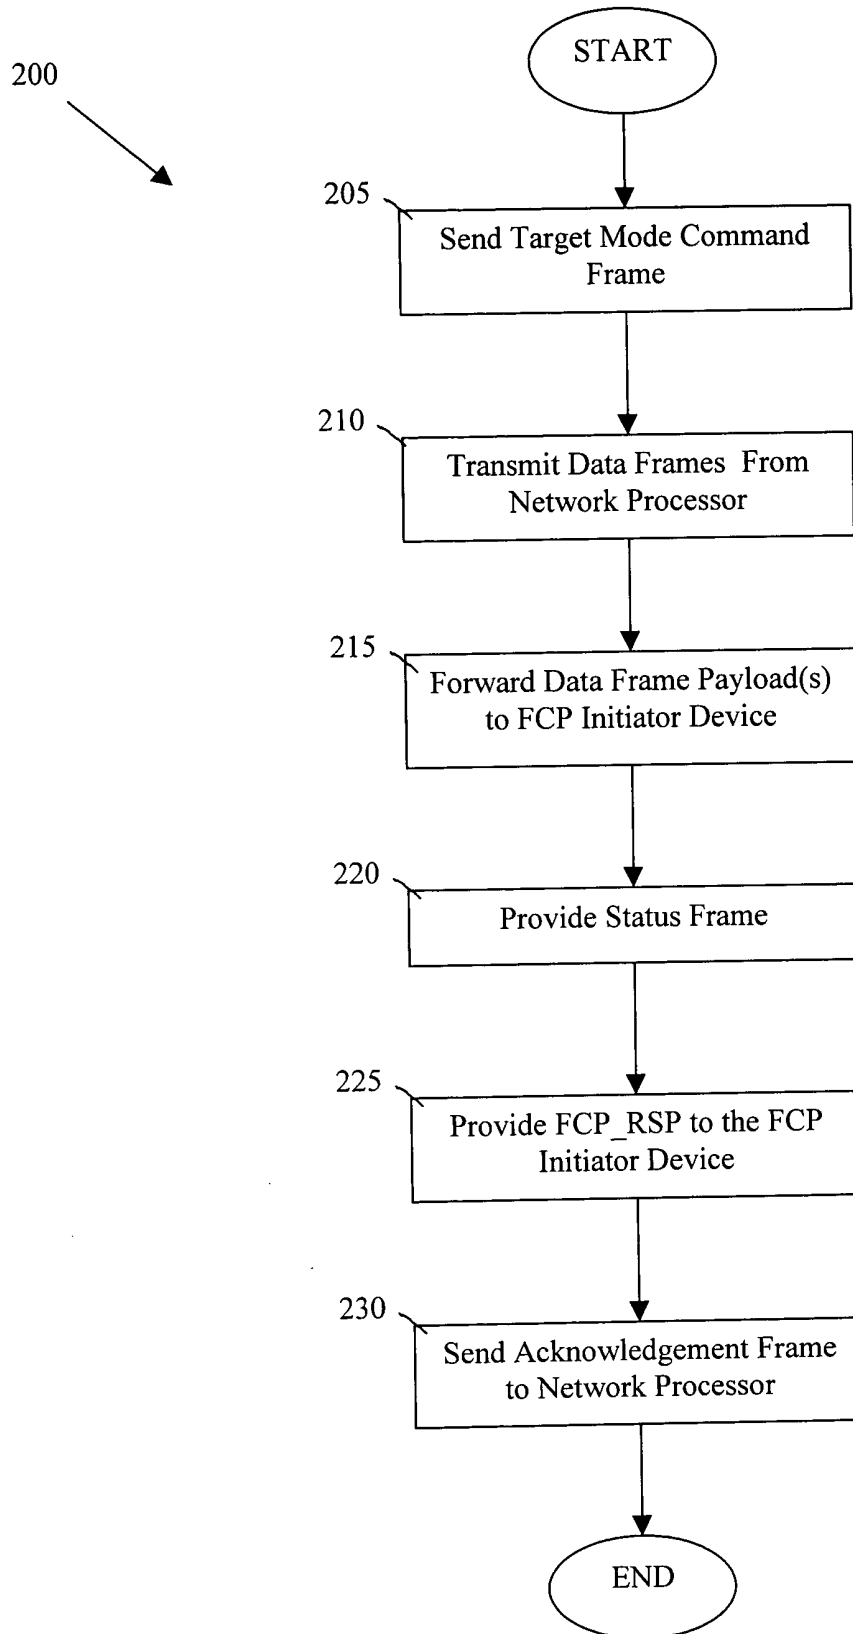 START
200
205
Send Target Mode Command
Frame
210
Transmit Data Frames From
Network Processor
215
Forward Data Frame Payload(s)
to FCP Initiator Device
220
Provide Status Frame
225
Provide FCP_RSP to the FCP
Initiator Device
230
Send Acknowledgement Frame
to Network Processor
END